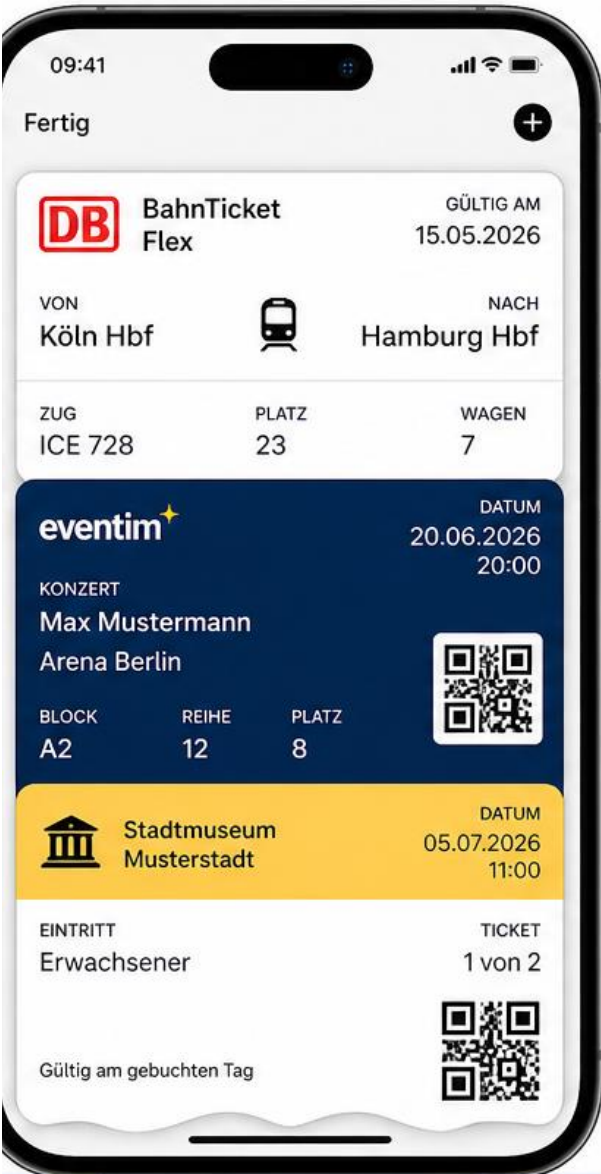 09:41
Fertig
DB
BahnTicket
Flex
GÜLTIG AM
15.05.2026
VON
Köln Hbf
NACH
Hamburg Hbf
ZUG
ICE 728
PLATZ
23
WAGEN
7
eventim
DATUM
20.06.2026
20:00
KONZERT
Max Mustermann
Arena Berlin
BLOCK
A2
REIHE
12
PLATZ
8
Stadtmuseum
Musterstadt
DATUM
05.07.2026
11:00
EINTRITT
Erwachsener
TICKET
1 von 2
Gültig am gebuchten Tag